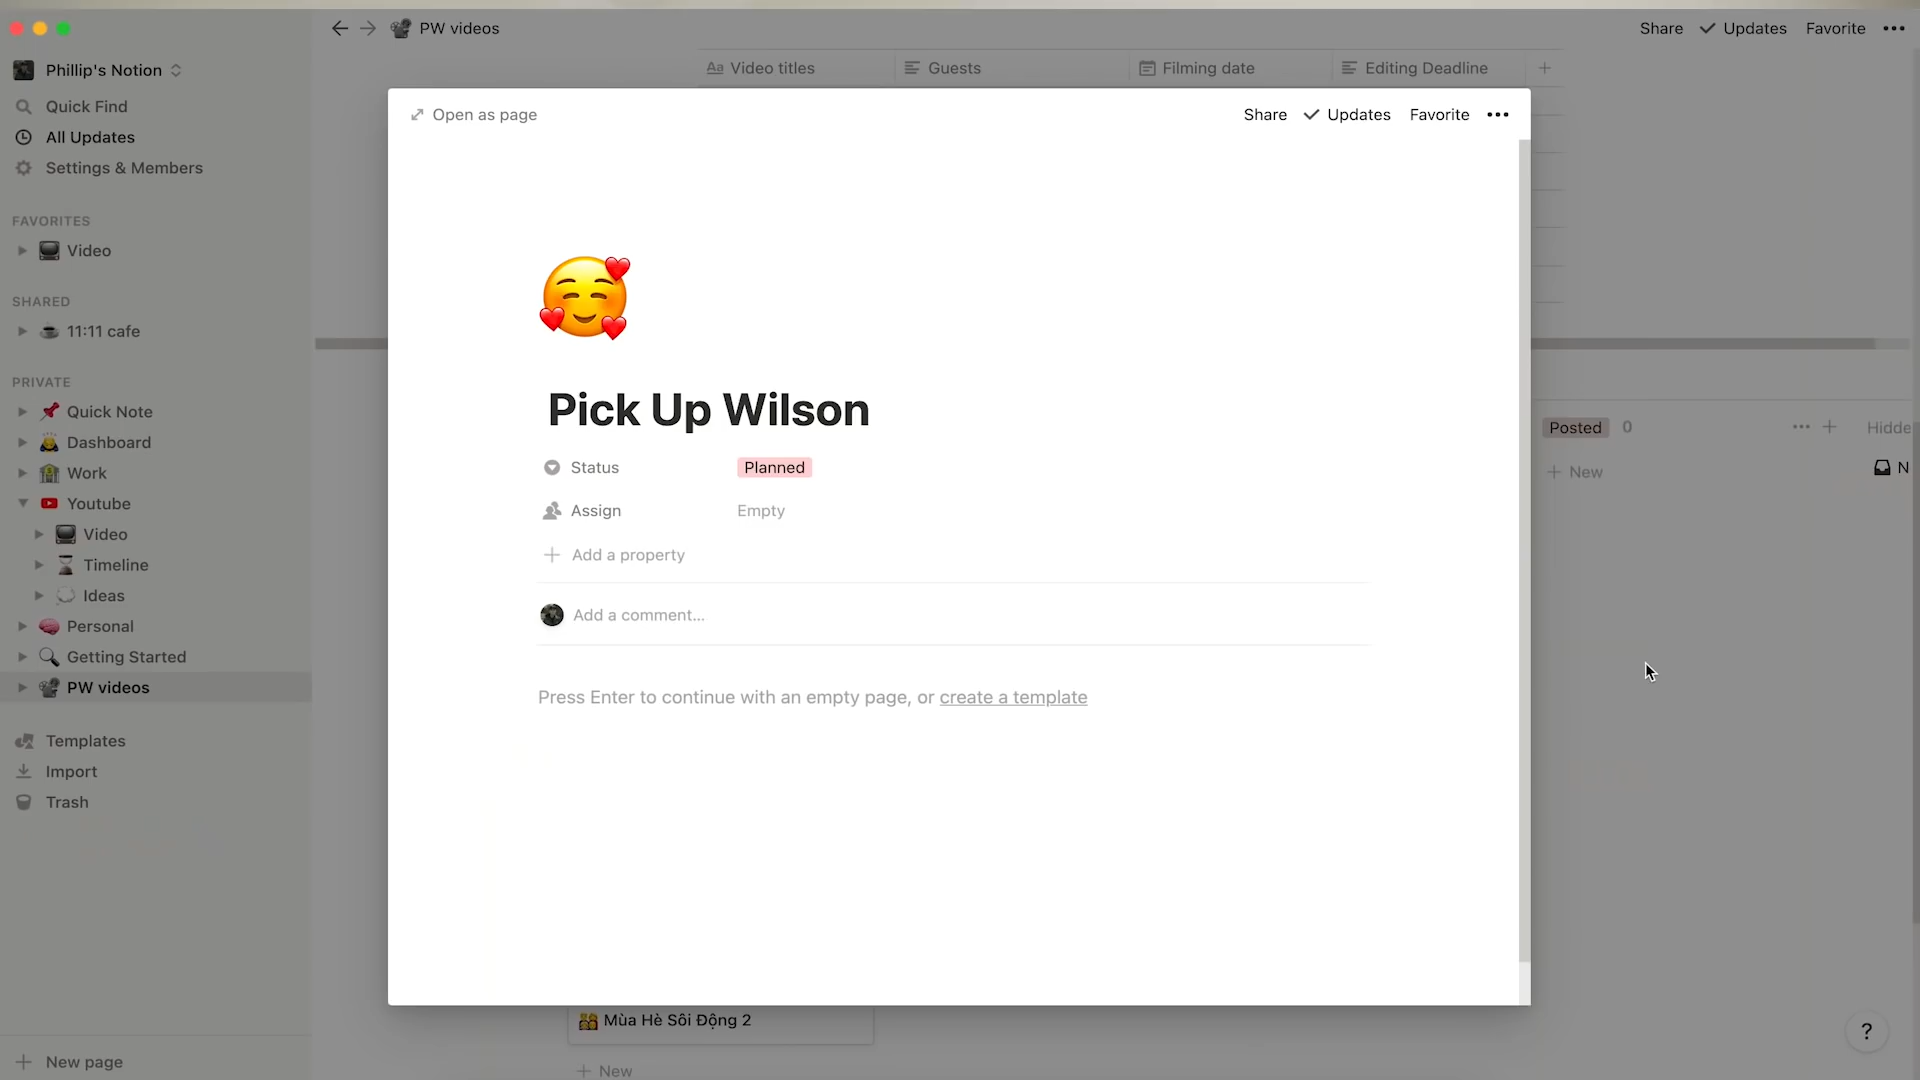 PW videos
Share
Updates
Favorite
Phillip's Notion
Quick Find
All Updates
Settings & Members
FAVORITES
Video
SHARED
11:11 cafe
PRIVATE
Quick Note
Dashboard
Work
Youtube
Video
Timeline
Ideas
Personal
Getting Started
PW videos
Templates
Import
Trash
New page
Aa Video titles
Guests
Filming date
Editing Deadline
Open as page
Share
Updates
Favorite
Pick Up Wilson
Status Planned
Assign Empty
Add a property
Add a comment...
Press Enter to continue with an empty page, or create a template
Posted 0
Hidde
New
N
Mùa Hè Sôi Động 2
New
?